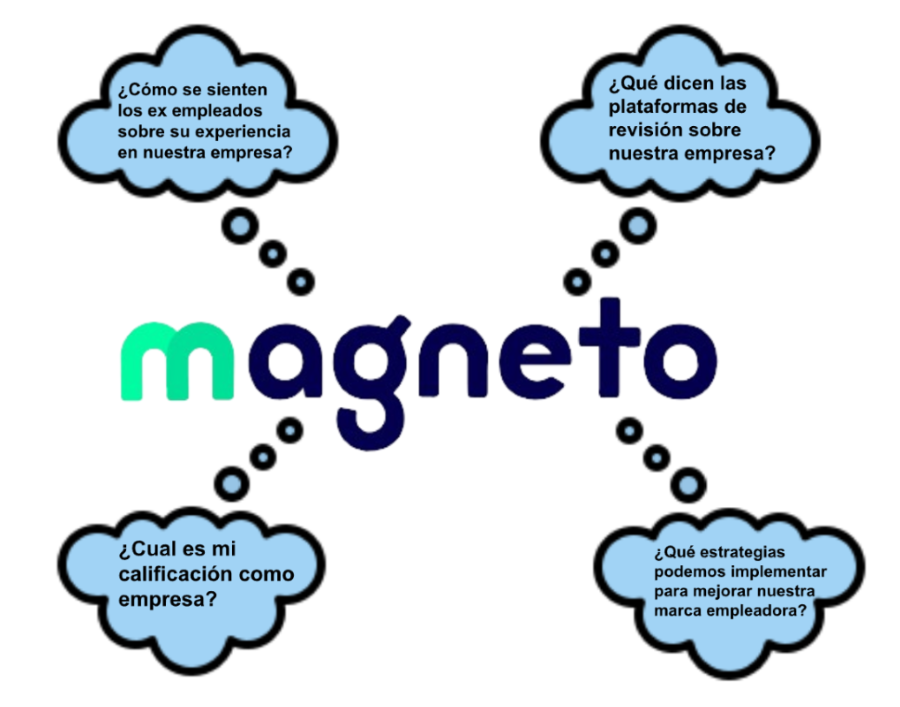 ¿Cómo se sienten
los ex empleados
sobre su experiencia
en nuestra empresa?
¿Qué dicen las
plataformas de
revisión sobre
nuestra empresa?
magneto
¿Cual es mi
calificación como
empresa?
¿Qué estrategias
podemos implementar
para mejorar nuestra
marca empleadora?